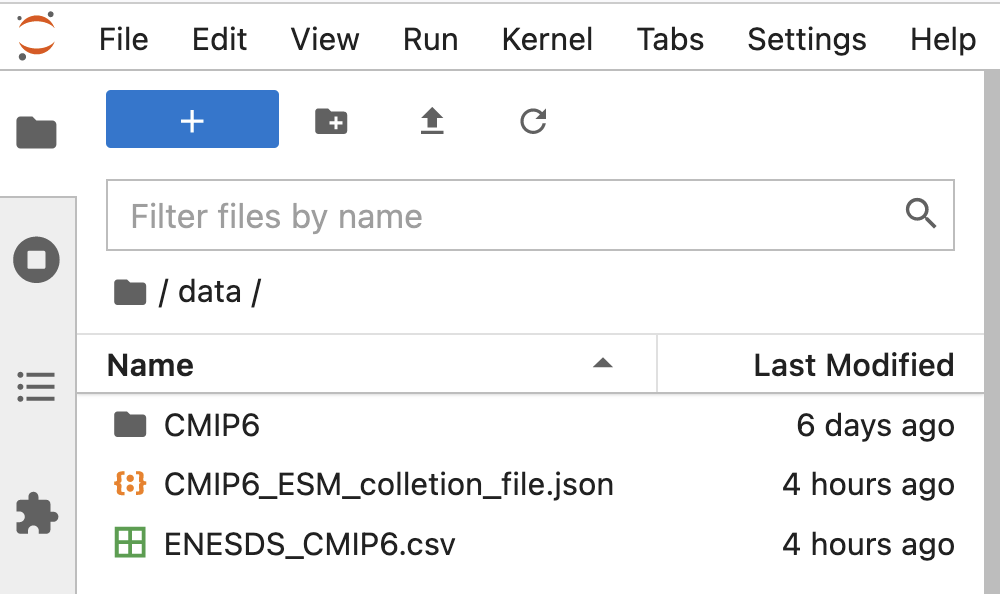 File Edit View Run Kernel Tabs Settings Help
+
Filter files by name
/ data /
Name Last Modified
CMIP6 6 days ago
CMIP6_ESM_colletion_file.json 4 hours ago
ENESDS_CMIP6.csv 4 hours ago